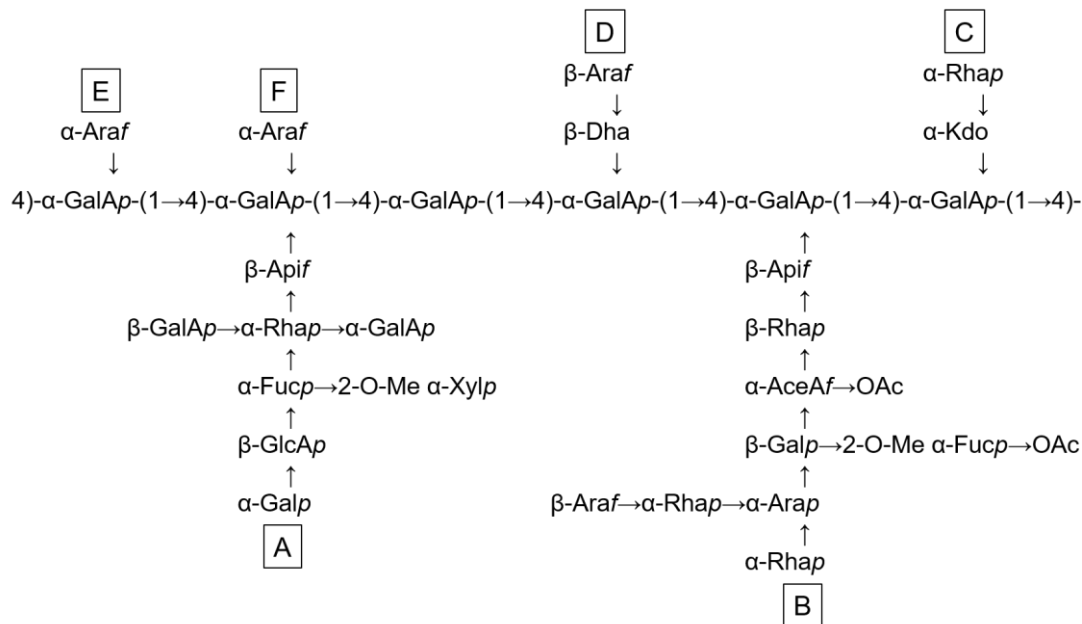 D C
β-Araf α-Rhap
E F ↓ ↓
α-Araf α-Araf β-Dha α-Kdo
↓ ↓ ↓ ↓
4)-α-GalAp-(1→4)-α-GalAp-(1→4)-α-GalAp-(1→4)-α-GalAp-(1→4)-α-GalAp-(1→4)-α-GalAp-(1→4)-
↑ ↑
β-Apif β-Apif
↑ ↑
β-GalAp→α-Rhap→α-GalAp β-Rhap
↑ ↑
α-Fucp→2-O-Me α-Xylp α-AceAf→OAc
↑ ↑
β-GlcAp β-Galp→2-O-Me α-Fucp→OAc
↑ ↑
α-Galp β-Araf→α-Rhap→α-Arap
A ↑
α-Rhap
B